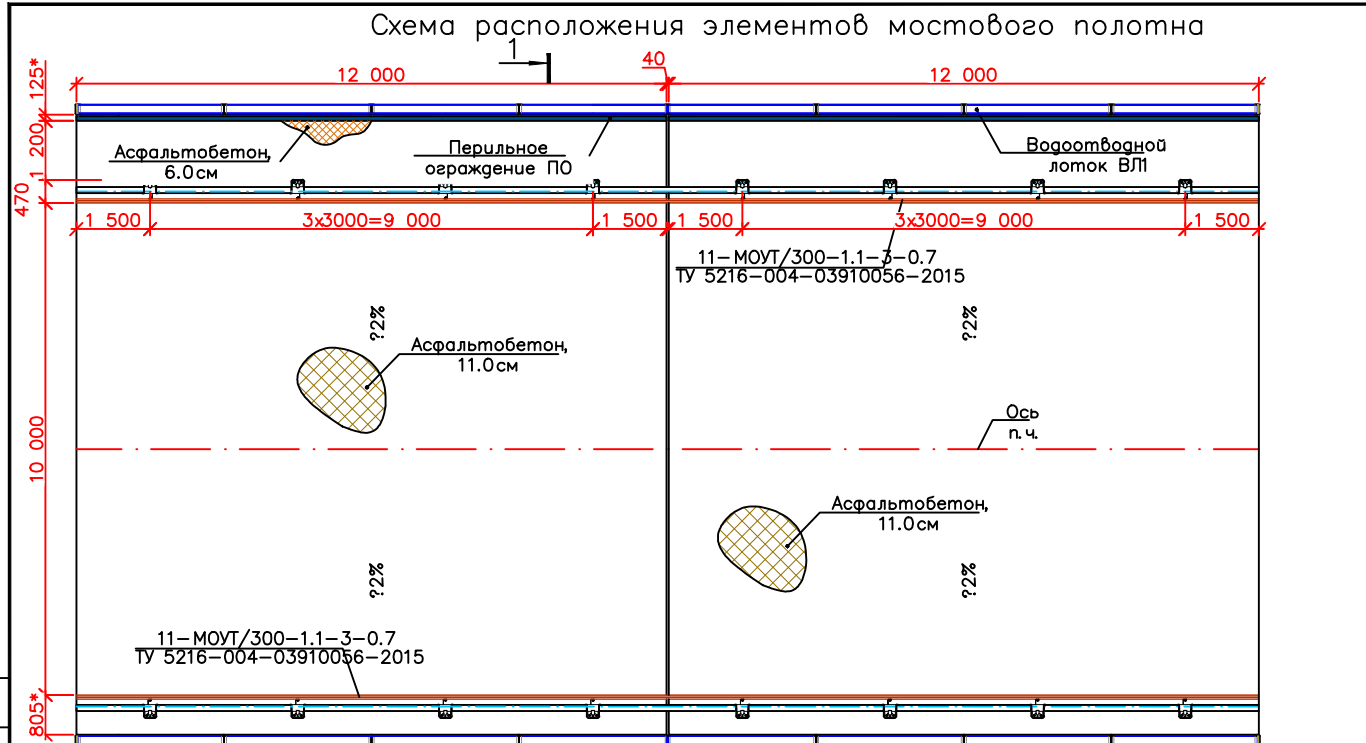 Схема расположения элементов мостового полотна
1
12 000
40
12 000
125*
1 200
470
10 000
805*
Асфальтобетон,
6.0см
Перильное
ограждение ПО
Водоотводной
лоток ВЛ1
1 500
3х3000=9 000
1 500
1 500
3х3000=9 000
1 500
11-МОУТ/300-1.1-3-0.7
ТУ 5216-004-03910056-2015
?2%
?2%
Асфальтобетон,
11.0см
Ось
п.ч.
Асфальтобетон,
11.0см
?2%
?2%
11-МОУТ/300-1.1-3-0.7
ТУ 5216-004-03910056-2015